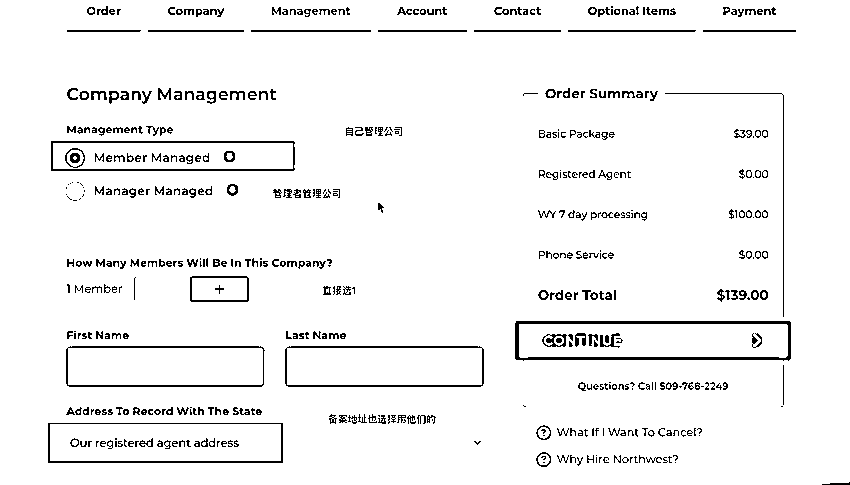 Order Company Management Account Contact Optional Items Payment
Company Management
Management Type
自己管理公司
Member Managed
Manager Managed
管理者管理公司
How Many Members Will Be In This Company?
1 Member +
直接选1
First Name Last Name
Address To Record With The State
备案地址也选择用他们的
Our registered agent address
Order Summary
Basic Package $39.00
Registered Agent $0.00
WY 7 day processing $100.00
Phone Service $0.00
Order Total $139.00
CONTINUE
Questions? Call 509-768-2249
? What If I Want To Cancel?
? Why Hire Northwest?